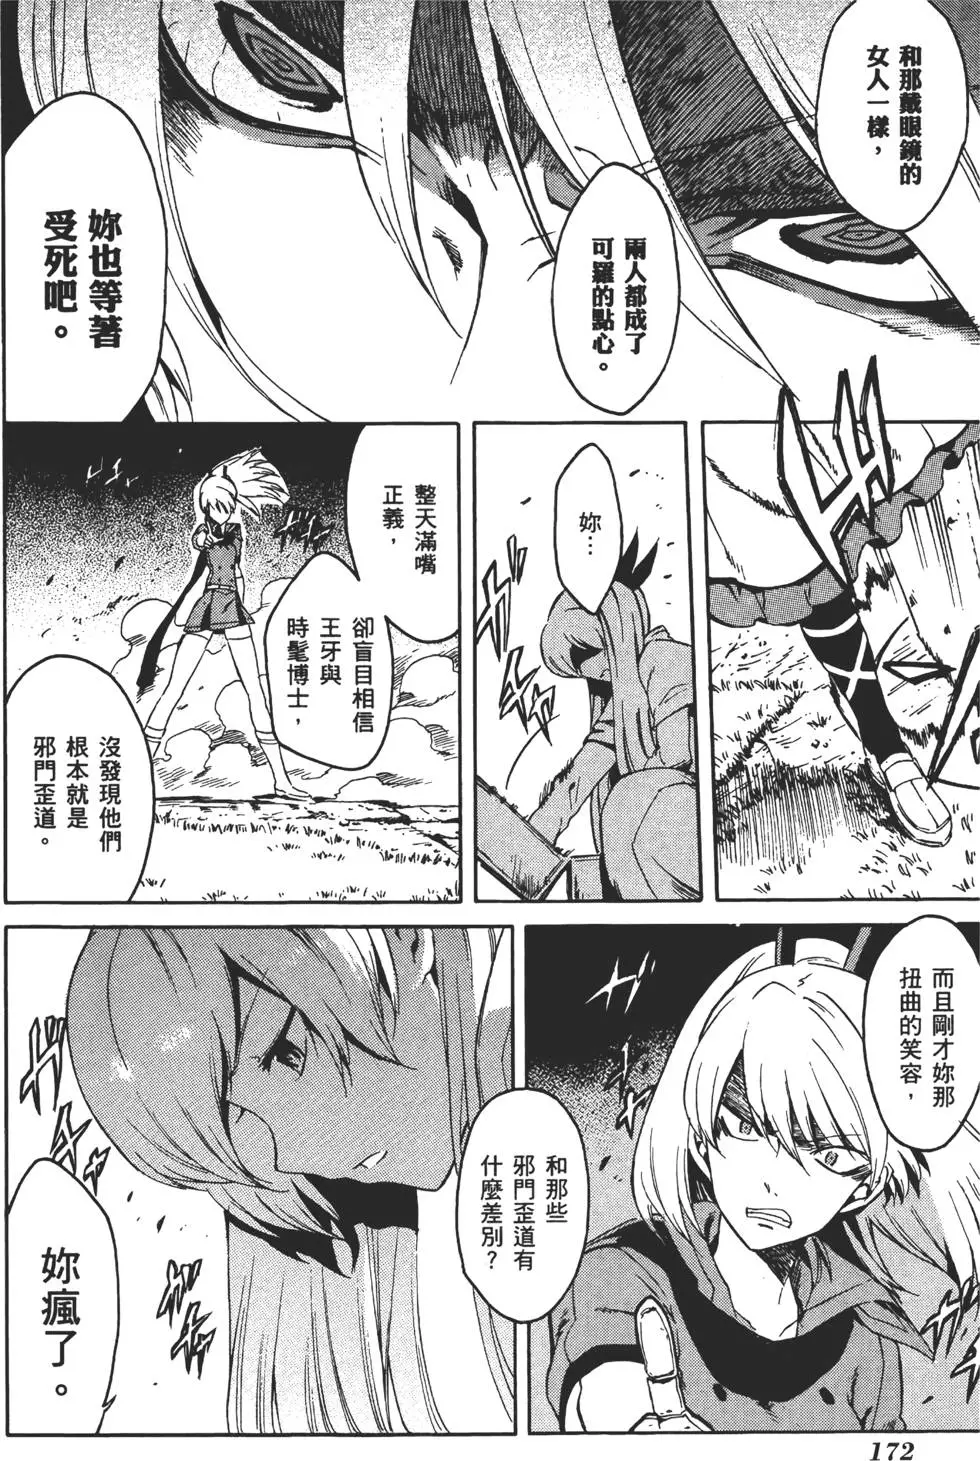 和那戴眼鏡的
女人一樣，
兩人都成了
可羅的點心。
妳也等著
受死吧。
妳…
整天滿嘴
正義，
卻盲目相信
王牙與
時髦博士，
沒發現他們
根本就是
邪門歪道。
而且剛才妳那
扭曲的笑容，
和那些
邪門歪道有
什麼差別？
妳瘋了。
172